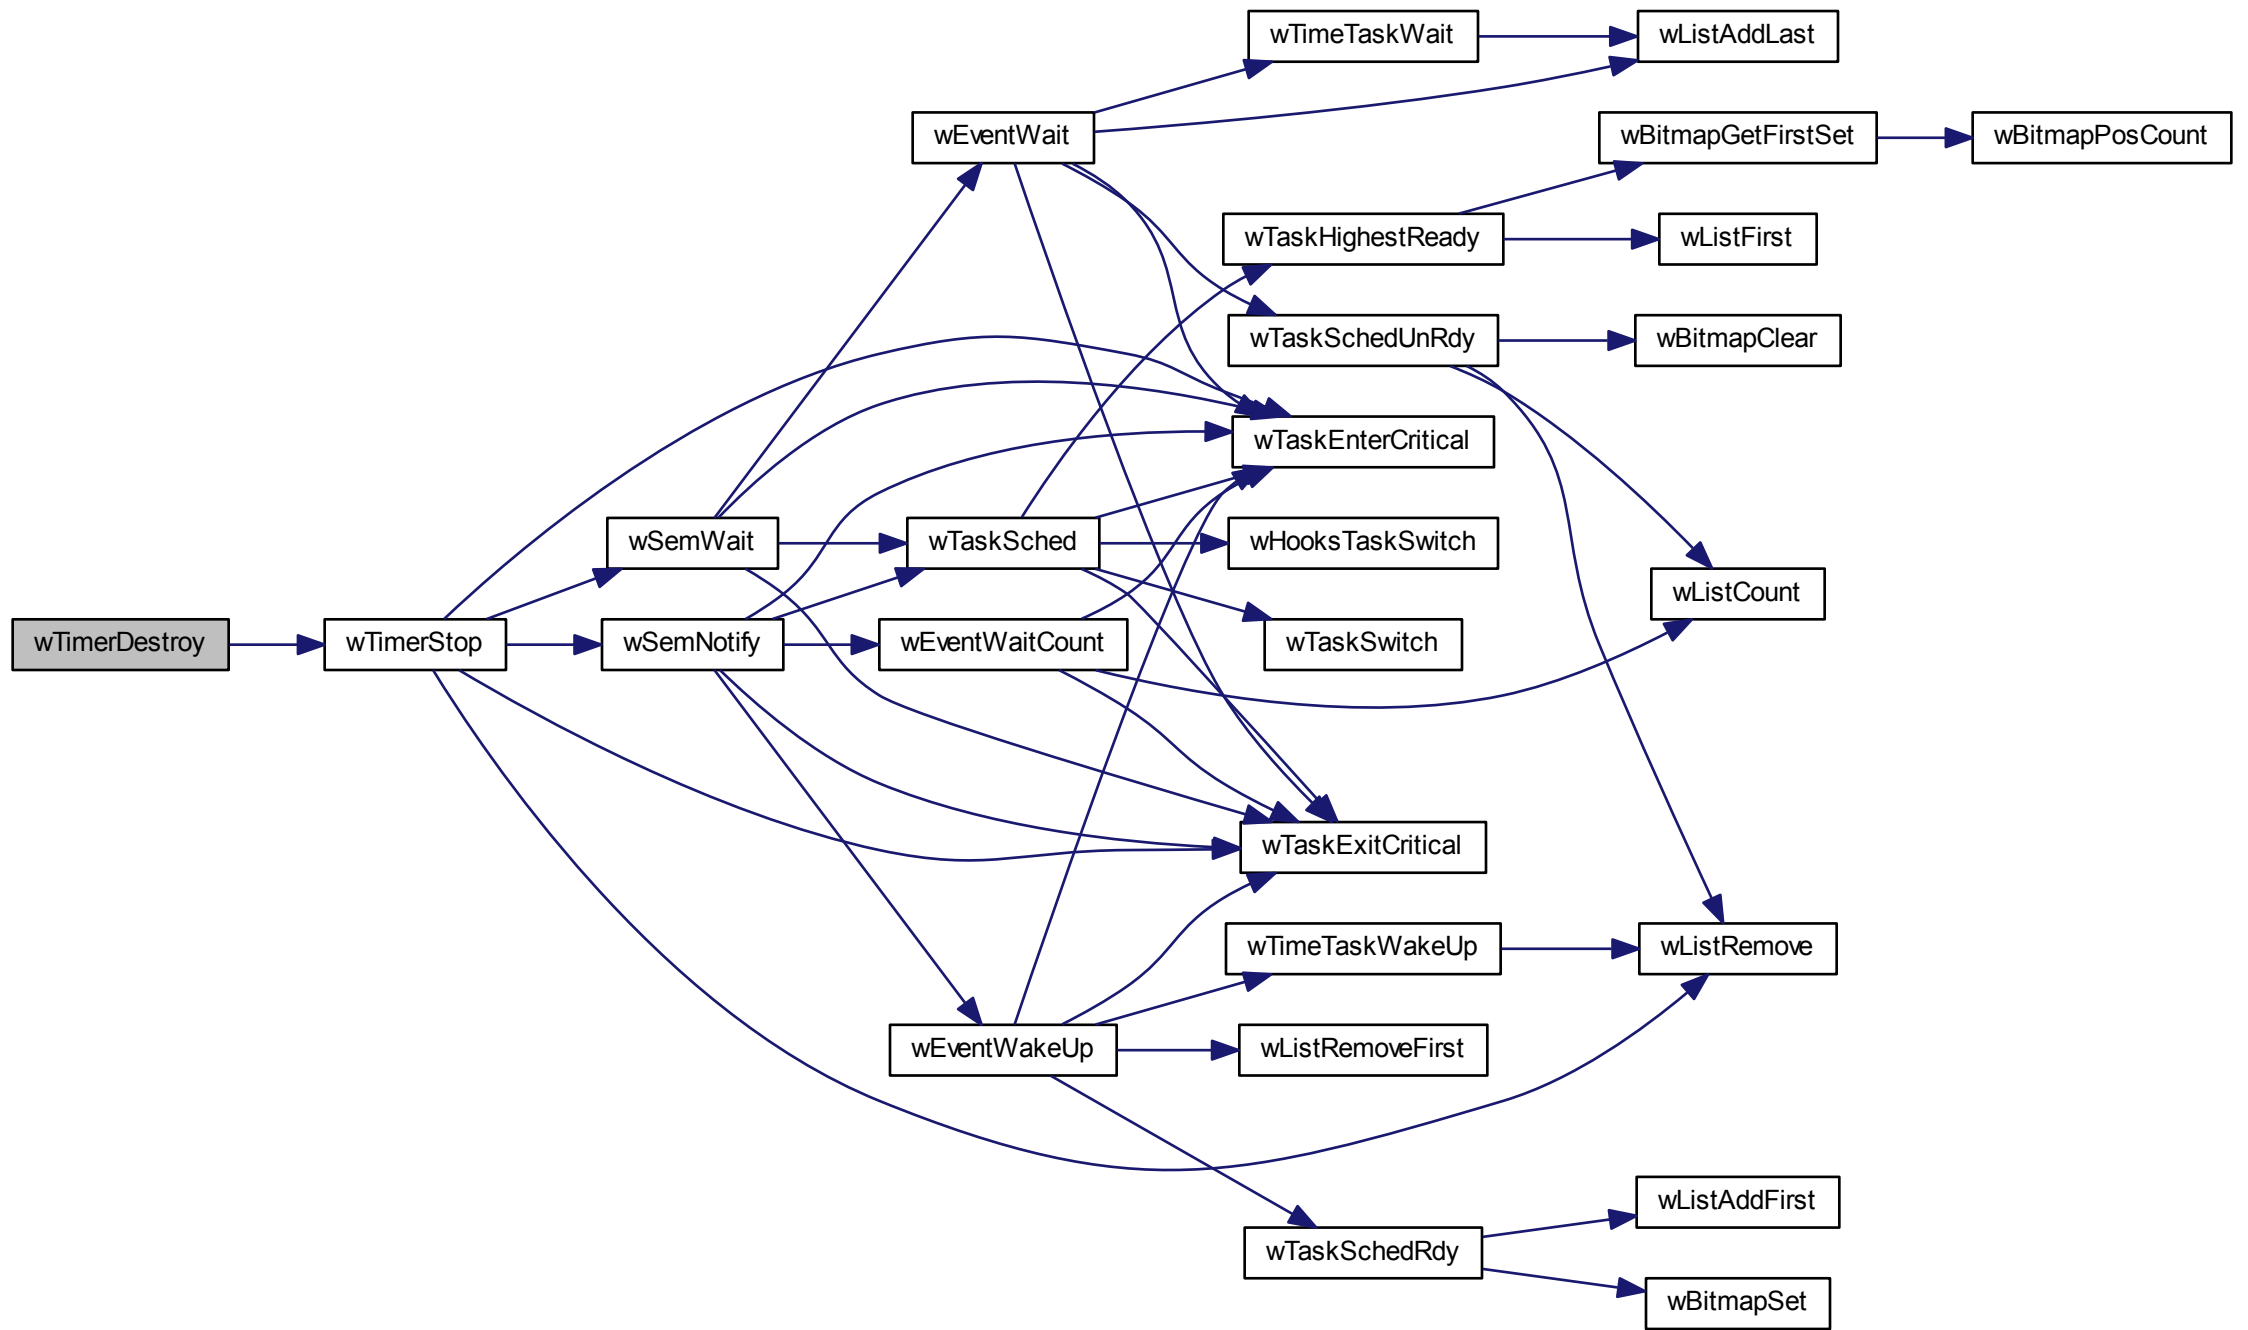 wTimeTaskWait
wListAddLast
wEventWait
wBitmapGetFirstSet
wBitmapPosCount
wTaskHighestReady
wListFirst
wTaskSchedUnRdy
wBitmapClear
wTaskEnterCritical
wSemWait
wTaskSched
wHooksTaskSwitch
wListCount
wTimerDestroy
wTimerStop
wSemNotify
wEventWaitCount
wTaskSwitch
wTaskExitCritical
wTimeTaskWakeUp
wListRemove
wEventWakeUp
wListRemoveFirst
wListAddFirst
wTaskSchedRdy
wBitmapSet